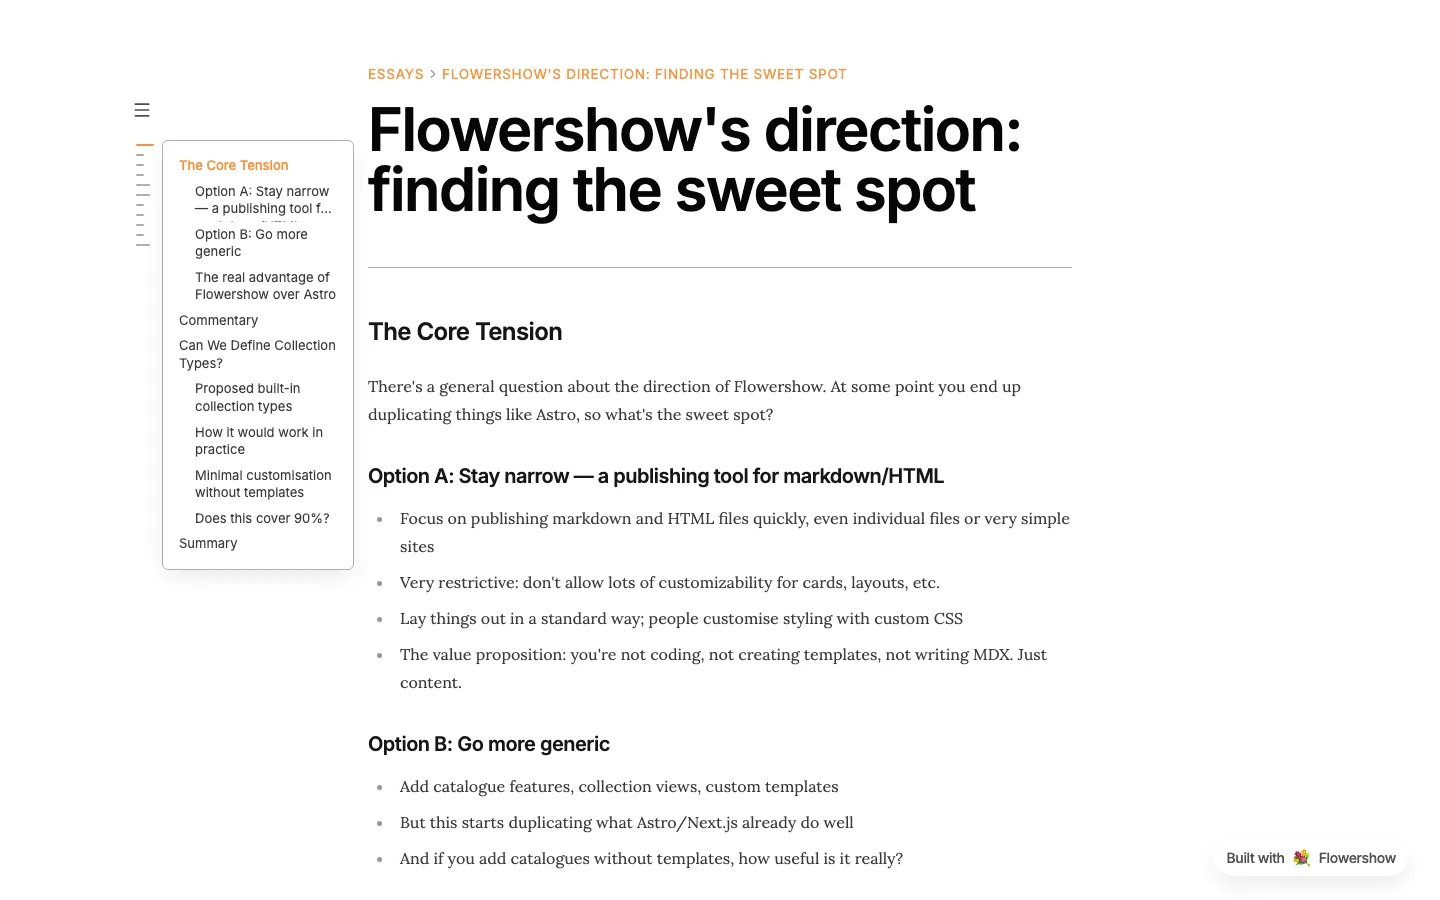 ESSAYS > FLOWERSHOW'S DIRECTION: FINDING THE SWEET SPOT
Flowershow's direction:
finding the sweet spot
The Core Tension
Option A: Stay narrow
— a publishing tool f...
Option B: Go more
generic
The real advantage of
Flowershow over Astro
Commentary
Can We Define Collection
Types?
Proposed built-in
collection types
How it would work in
practice
Minimal customisation
without templates
Does this cover 90%?
Summary
The Core Tension
There's a general question about the direction of Flowershow. At some point you end up
duplicating things like Astro, so what's the sweet spot?
Option A: Stay narrow — a publishing tool for markdown/HTML
Focus on publishing markdown and HTML files quickly, even individual files or very simple
sites
Very restrictive: don't allow lots of customizability for cards, layouts, etc.
Lay things out in a standard way; people customise styling with custom CSS
The value proposition: you're not coding, not creating templates, not writing MDX. Just
content.
Option B: Go more generic
Add catalogue features, collection views, custom templates
But this starts duplicating what Astro/Next.js already do well
And if you add catalogues without templates, how useful is it really?
Built with Flowershow